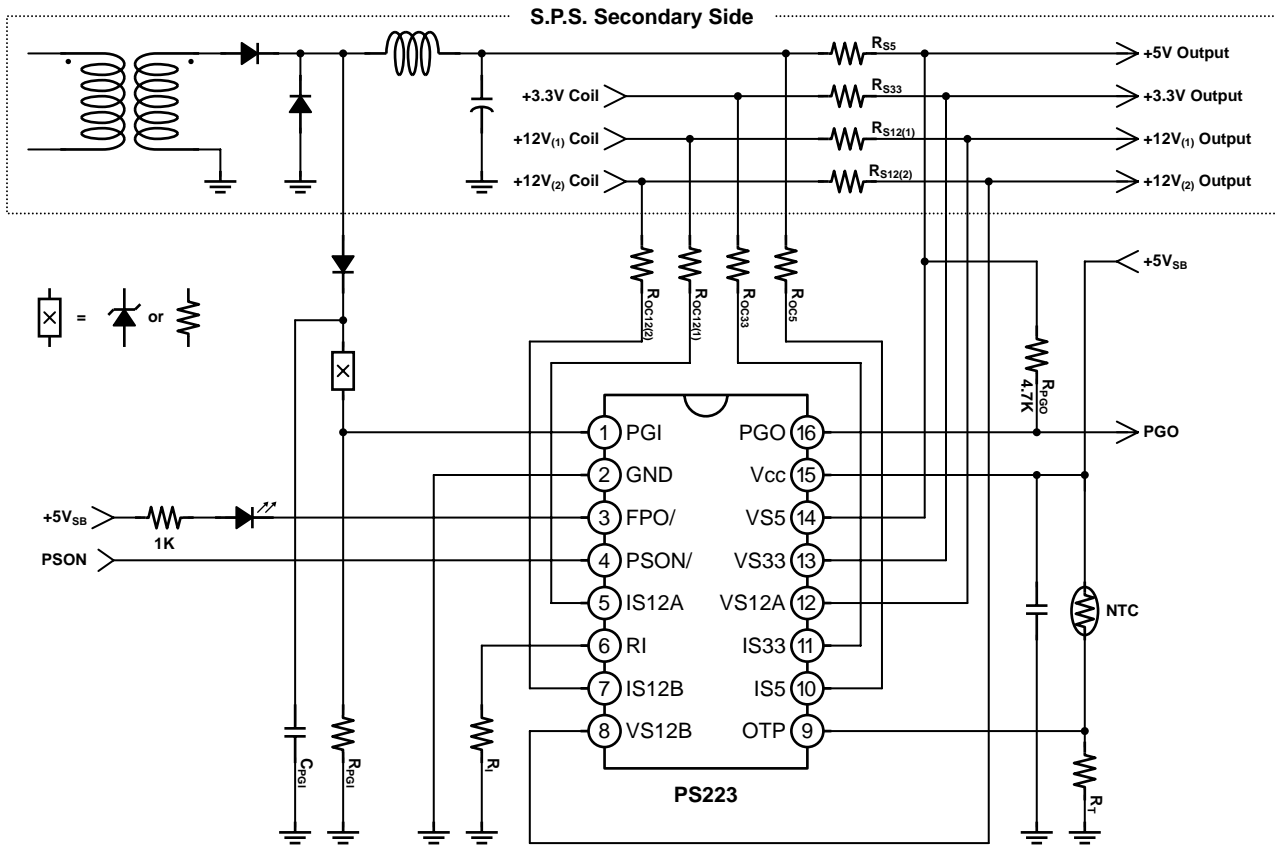 S.P.S. Secondary Side
RS5
+5V Output
+3.3V Coil
RS33
+3.3V Output
+12V(1) Coil
RS12(1)
+12V(1) Output
+12V(2) Coil
RS12(2)
+12V(2) Output
ROC12(2)
ROC12(1)
ROC33
ROC5
+5VSB
= or
RPGO
4.7K
1 PGI
PGO 16
PGO
2 GND
Vcc 15
+5VSB
1K
3 FPO/
VS5 14
PSON
4 PSON/
VS33 13
5 IS12A
VS12A 12
NTC
6 RI
IS33 11
7 IS12B
IS5 10
8 VS12B
OTP 9
CPGI
RPGI
RI
RT
PS223